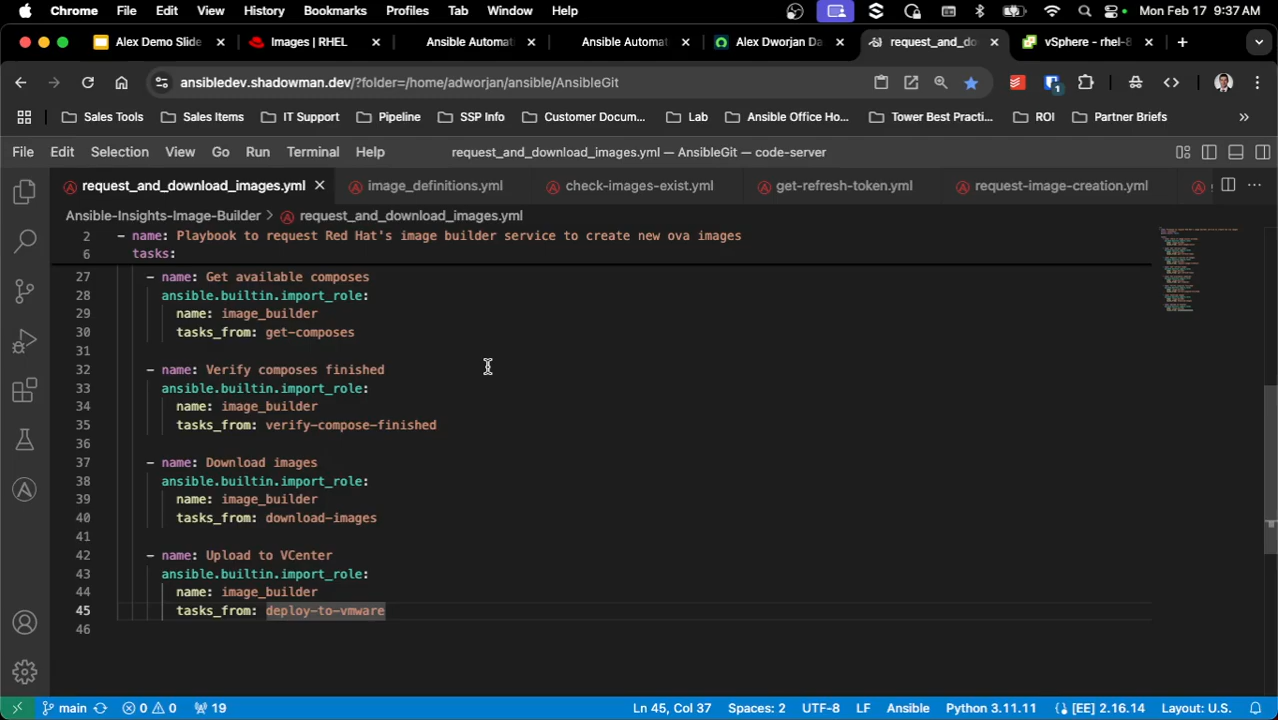 Chrome File Edit View History Bookmarks Profiles Tab Window Help Mon Feb 17 9:37 AM
Alex Demo Slide Images | RHEL Ansible Automat Ansible Automat Alex Dworjan Da request_and_do vSphere - rhel-8
ansibledev.shadowman.dev/?folder=/home/adworjan/ansible/AnsibleGit
Sales Tools Sales Items IT Support Pipeline SSP Info Customer Docum... Lab Ansible Office Ho... Tower Best Practi... ROI Partner Briefs
File Edit Selection View Go Run Terminal Help request_and_download_images.yml — AnsibleGit — code-server
request_and_download_images.yml image_definitions.yml check-images-exist.yml get-refresh-token.yml request-image-creation.yml
Ansible-Insights-Image-Builder > request_and_download_images.yml
2 - name: Playbook to request Red Hat's image builder service to create new ova images
6 tasks:
27 - name: Get available composes
28 ansible.builtin.import_role:
29 name: image_builder
30 tasks_from: get-composes
31
32 - name: Verify composes finished
33 ansible.builtin.import_role:
34 name: image_builder
35 tasks_from: verify-compose-finished
36
37 - name: Download images
38 ansible.builtin.import_role:
39 name: image_builder
40 tasks_from: download-images
41
42 - name: Upload to VCenter
43 ansible.builtin.import_role:
44 name: image_builder
45 tasks_from: deploy-to-vmware
46
main 0 0 19 Ln 45, Col 37 Spaces: 2 UTF-8 LF Ansible Python 3.11.11 [EE] 2.16.14 Layout: U.S.